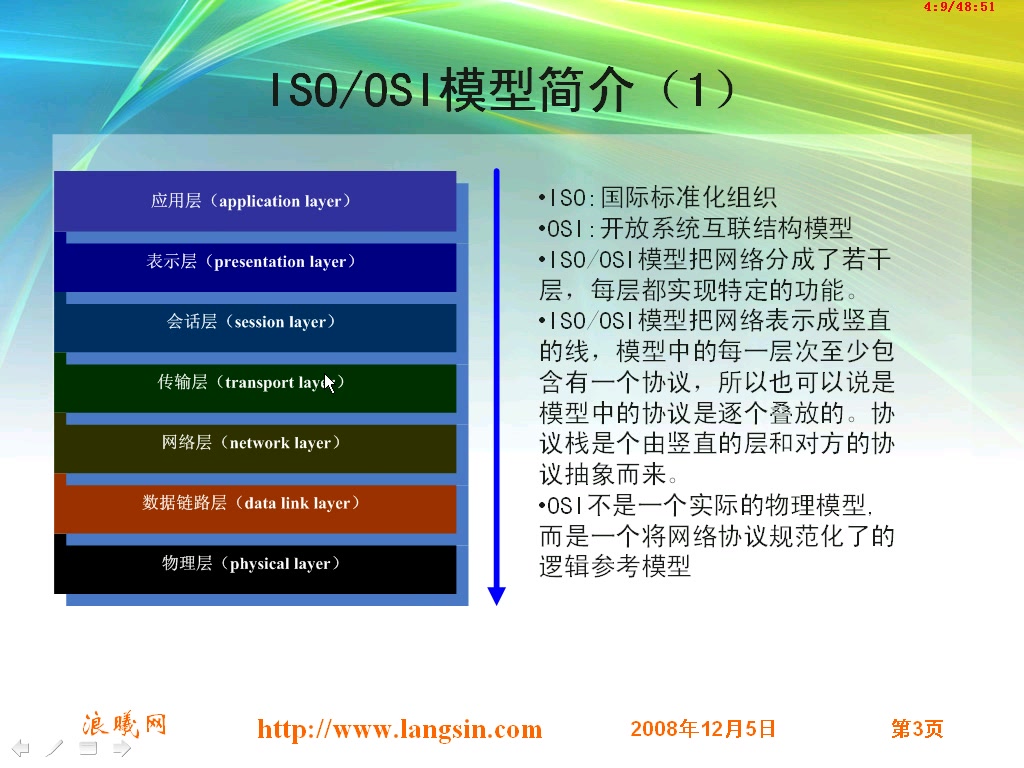 4:9/48:51
ISO/OSI模型简介（1）
应用层（application layer）
表示层（presentation layer）
会话层（session layer）
传输层（transport layer）
网络层（network layer）
数据链路层（data link layer）
物理层（physical layer）
•ISO:国际标准化组织
•OSI:开放系统互联结构模型
•ISO/OSI模型把网络分成了若干
层，每层都实现特定的功能。
•ISO/OSI模型把网络表示成竖直
的线，模型中的每一层次至少包
含有一个协议，所以也可以说是
模型中的协议是逐个叠放的。协
议栈是个由竖直的层和对方的协
议抽象而来。
•OSI不是一个实际的物理模型.
而是一个将网络协议规范化了的
逻辑参考模型
浪曦网
http://www.langsin.com
2008年12月5日
第3页